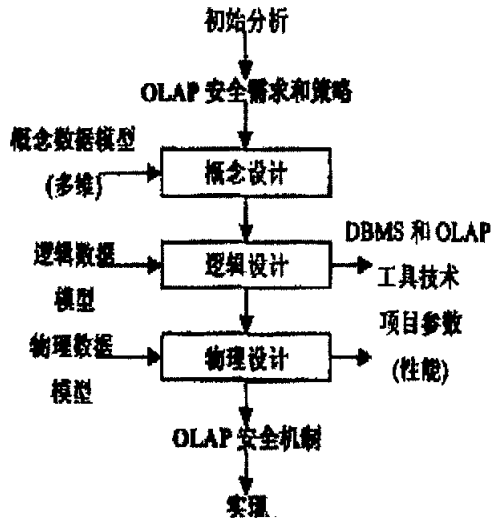 初始分析
OLAP 安全需求和策略
概念数据模型
(多维)
概念设计
逻辑数据
模型
逻辑设计
DBMS 和 OLAP
工具技术
物理数据
模型
物理设计
项目参数
(性能)
OLAP 安全机制
实现